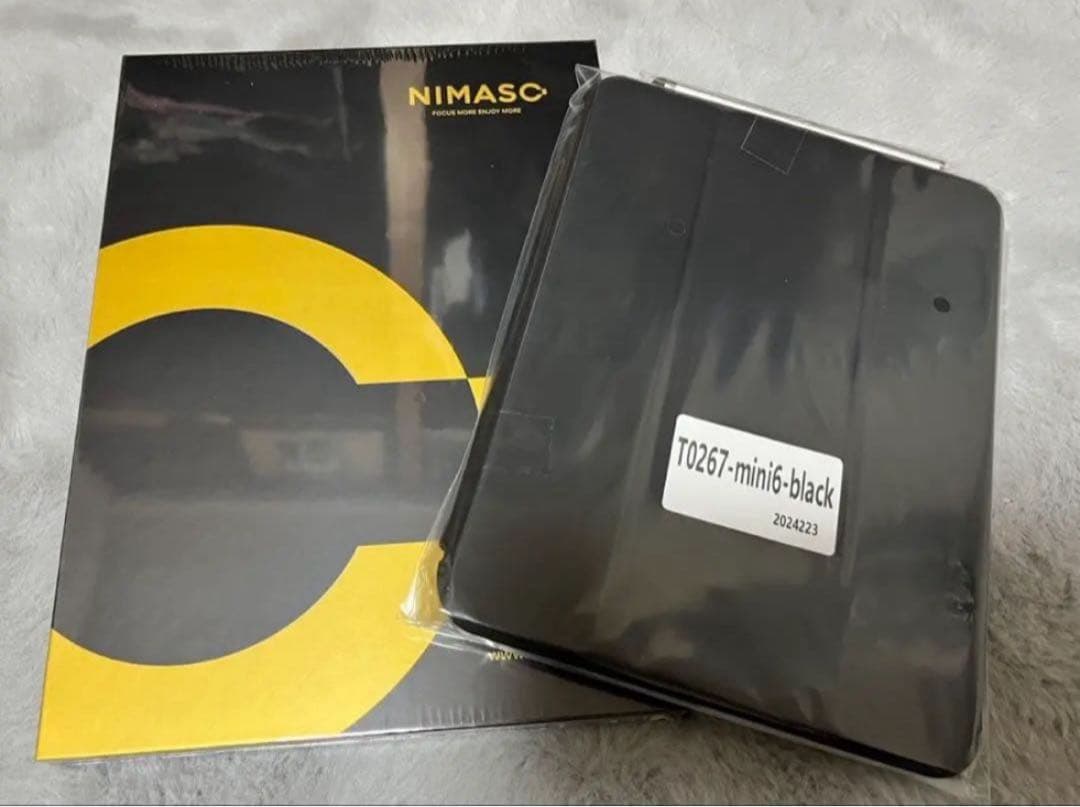 NIMASO
FOCUS MORE ENJOY MORE
T0267-mini6-black
2024223